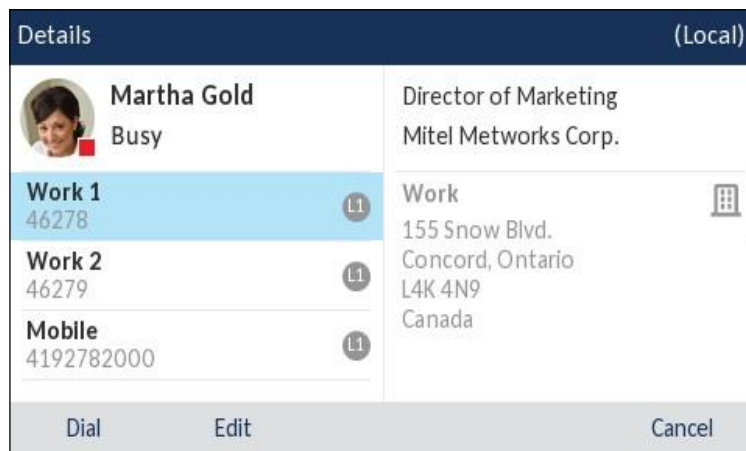 Details
(Local)
Martha Gold
Busy
Director of Marketing
Mitel Metworks Corp.
Work 1
46278
L1
Work 2
46279
L1
Mobile
4192782000
L1
Work
155 Snow Blvd.
Concord, Ontario
L4K 4N9
Canada
Dial
Edit
Cancel